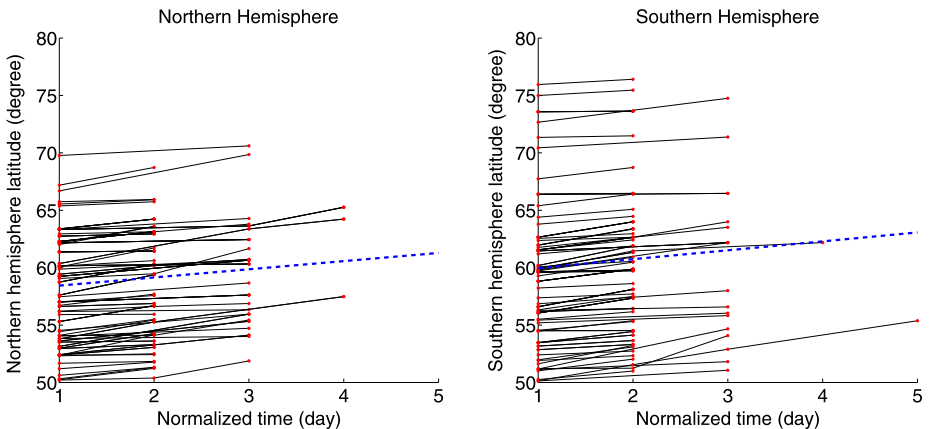 Northern Hemisphere
Northern hemisphere latitude (degree)
80
75
70
65
60
55
50
1 2 3 4 5
Normalized time (day)
Southern Hemisphere
Southern hemisphere latitude (degree)
80
75
70
65
60
55
50
1 2 3 4 5
Normalized time (day)